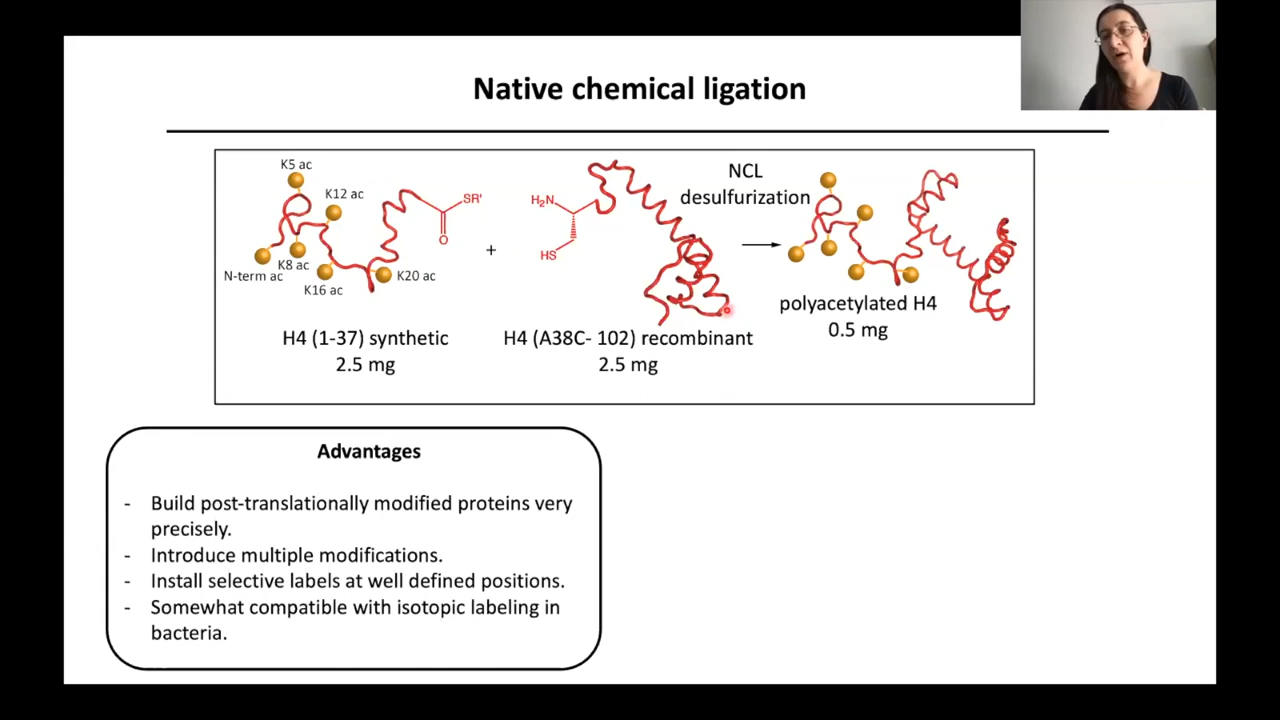 Native chemical ligation
K5 ac
K12 ac
N-term ac
K8 ac
K16 ac
K20 ac
SR'
O
+
H₂N
HS
NCL
desulfurization
H4 (1-37) synthetic
2.5 mg
H4 (A38C- 102) recombinant
2.5 mg
polyacetylated H4
0.5 mg
Advantages
- Build post-translationally modified proteins very
precisely.
- Introduce multiple modifications.
- Install selective labels at well defined positions.
- Somewhat compatible with isotopic labeling in
bacteria.